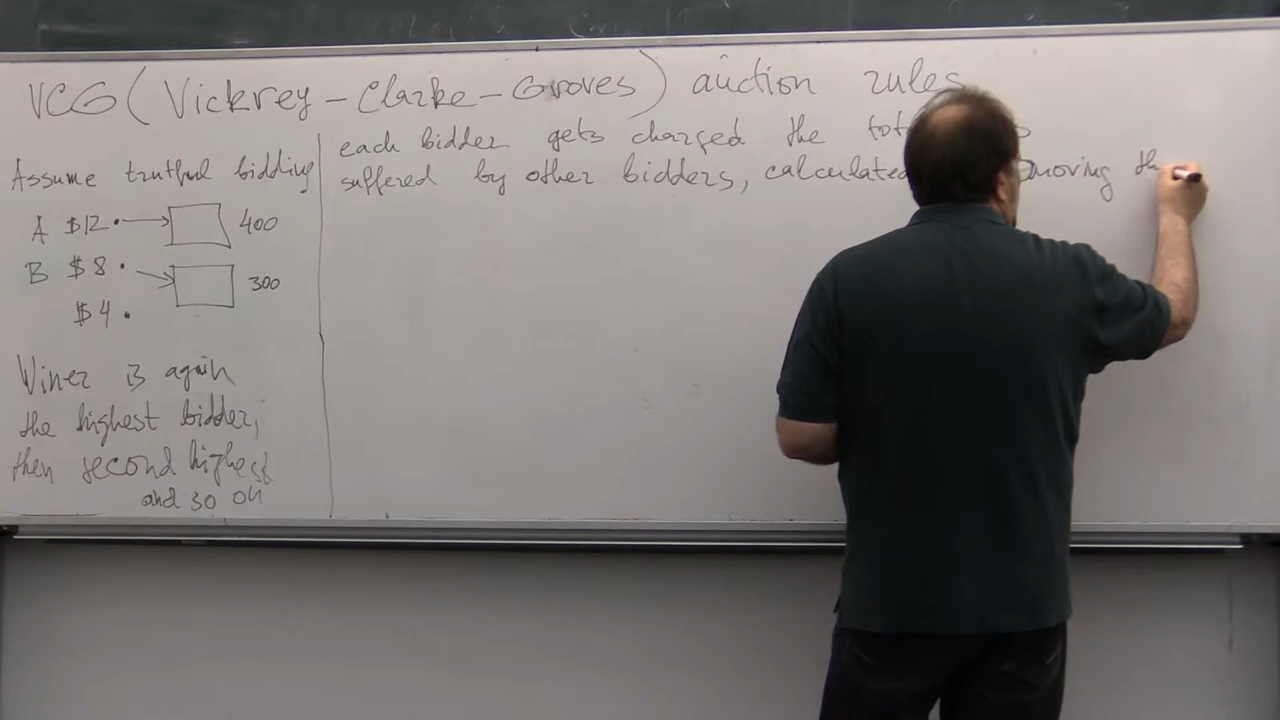 VCG (Vickrey-Clarke-Groves) auction rules
Assume truthful bidding
A $12 400
B $8 300
$4
Winer is again
the highest bidder,
then second highest
and so on
each bidder gets charged the
suffered by other bidders, calculated